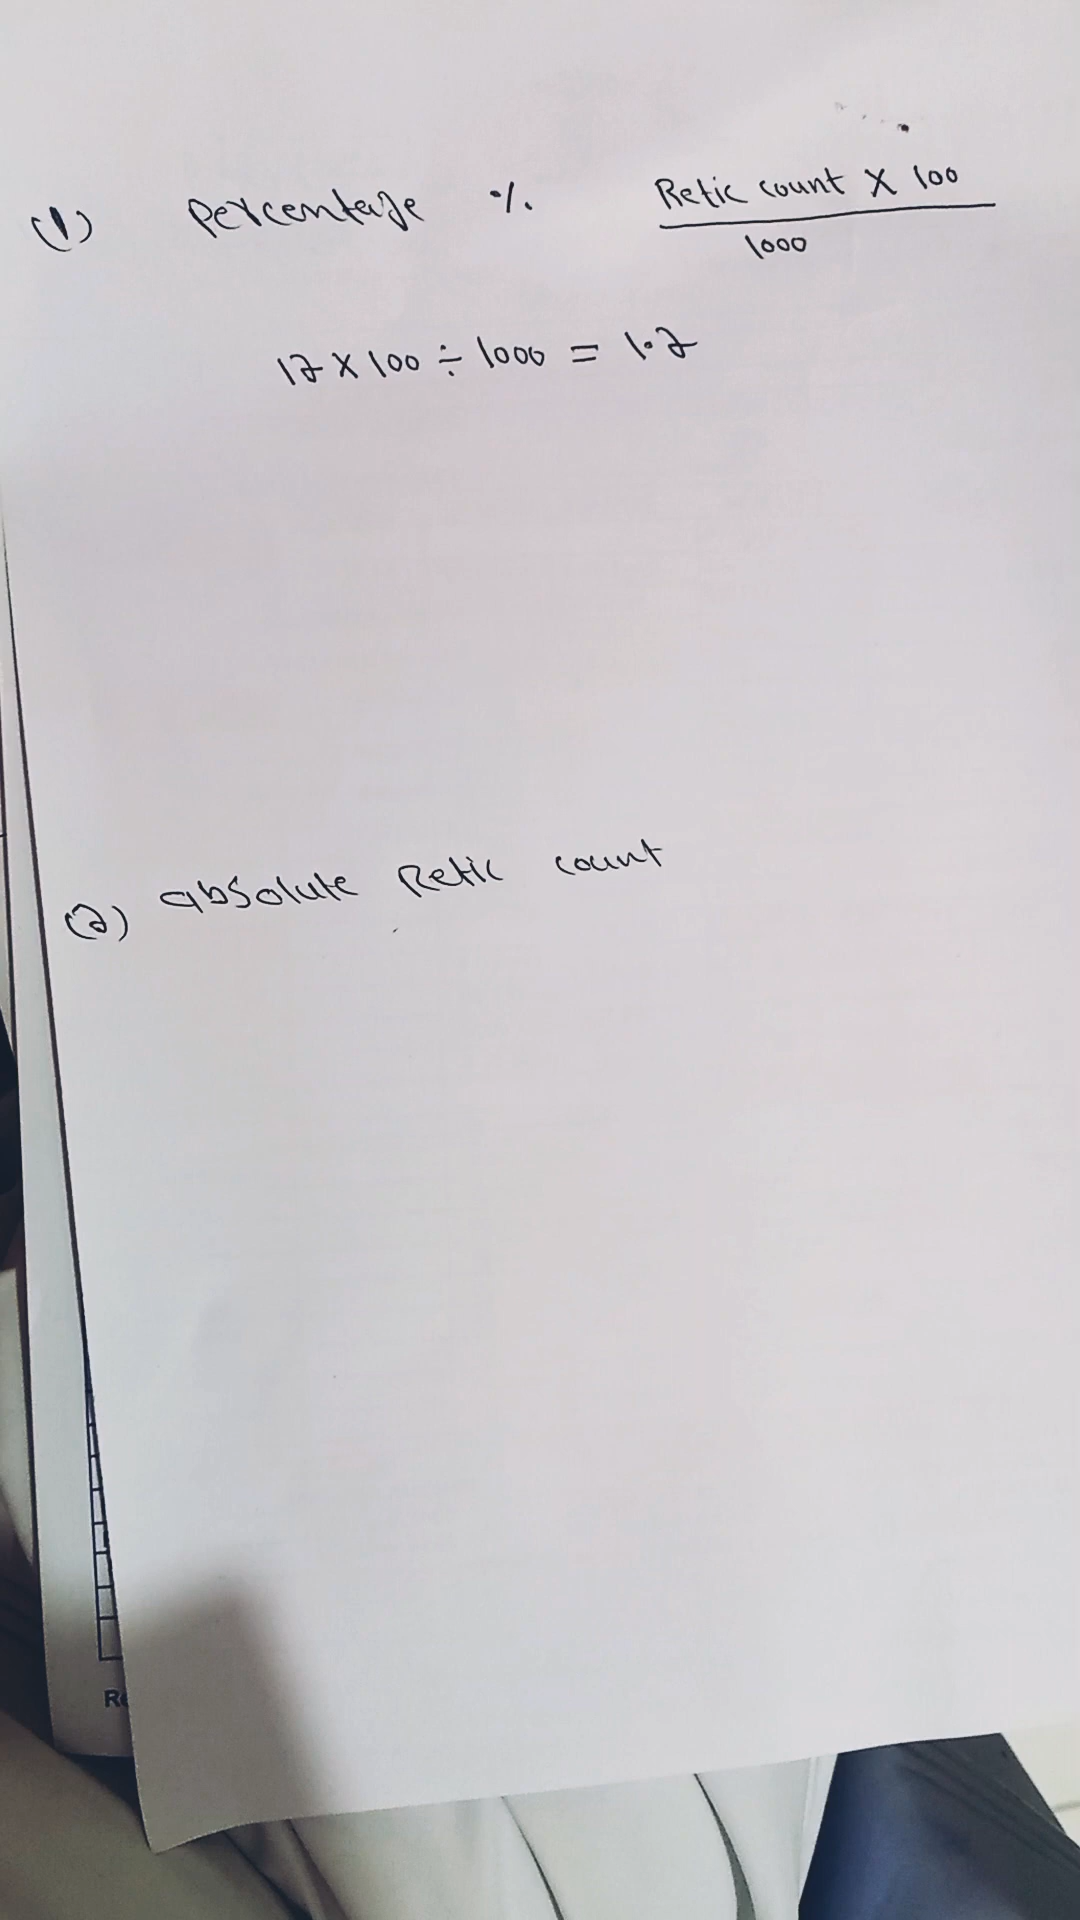 (1) Percentage % Retic count X 100
1000
17 X 100 ÷ 1000 = 1.7
(2) absolute Retic count